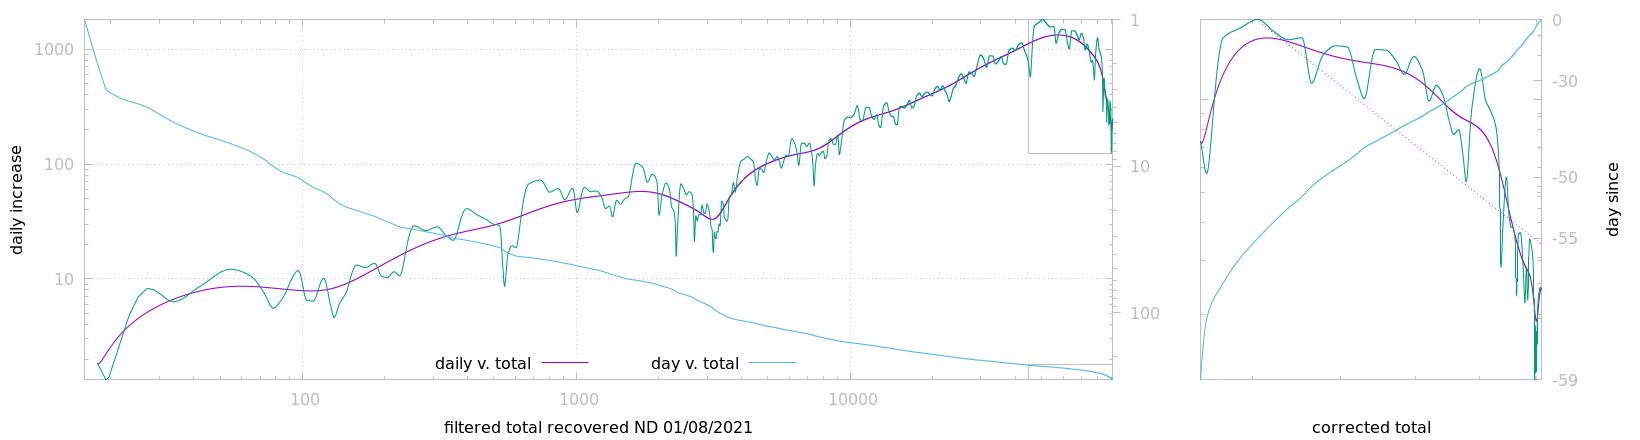 1000
100
10
daily increase
1
10
100
0
-30
-50
-55
-59
day since
daily v. total
day v. total
100
1000
10000
filtered total recovered ND 01/08/2021
corrected total